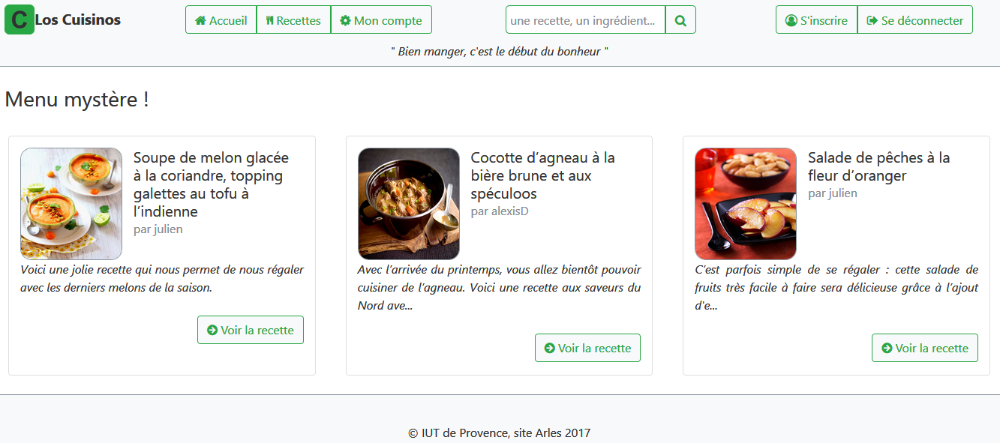 C Los Cuisinos
Accueil
Recettes
Mon compte
une recette, un ingrédient...
S'inscrire
Se déconnecter
" Bien manger, c'est le début du bonheur "
Menu mystère !
Soupe de melon glacée
à la coriandre, topping
galettes au tofu à
l’indienne
par julien
Voici une jolie recette qui nous permet de nous régaler
avec les derniers melons de la saison.
Voir la recette
Cocotte d’agneau à la
bière brune et aux
spéculoos
par alexisD
Avec l’arrivée du printemps, vous allez bientôt pouvoir
cuisiner de l’agneau. Voici une recette aux saveurs du
Nord ave...
Voir la recette
Salade de pêches à la
fleur d’oranger
par julien
C’est parfois simple de se régaler : cette salade de
fruits très facile à faire sera délicieuse grâce à l’ajout
d'e...
Voir la recette
© IUT de Provence, site Arles 2017